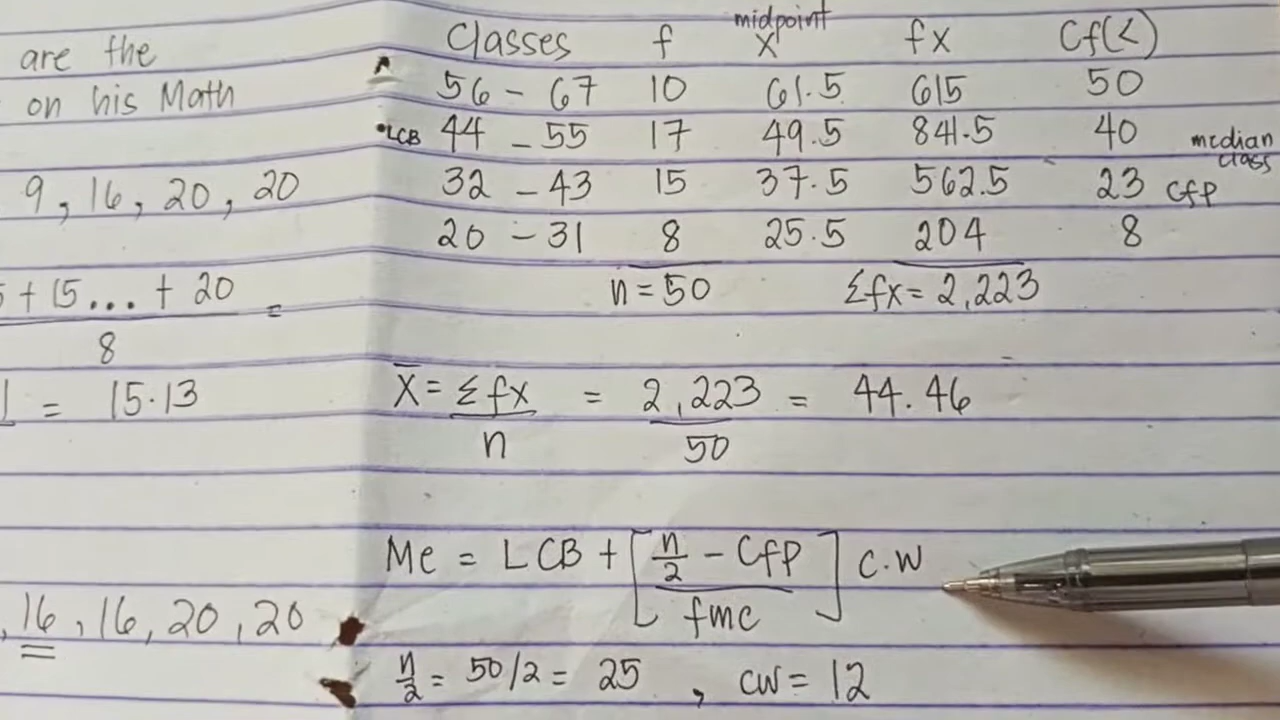 are the
on his Math
9, 16, 20, 20
+ 15... + 20 =
8
= 15.13
, 16, 16, 20, 20
Classes f midpoint X fx Cf(<)
56 - 67 10 61.5 615 50
LCB 44 - 55 17 49.5 841.5 40 median class
32 - 43 15 37.5 562.5 23 Cfp
20 - 31 8 25.5 204 8
n = 50 Σfx = 2,223
X̄ = Σfx / n = 2,223 / 50 = 44.46
Me = LCB + [n/2 - Cfp / fmc] C.W
n/2 = 50/2 = 25 , CW = 12